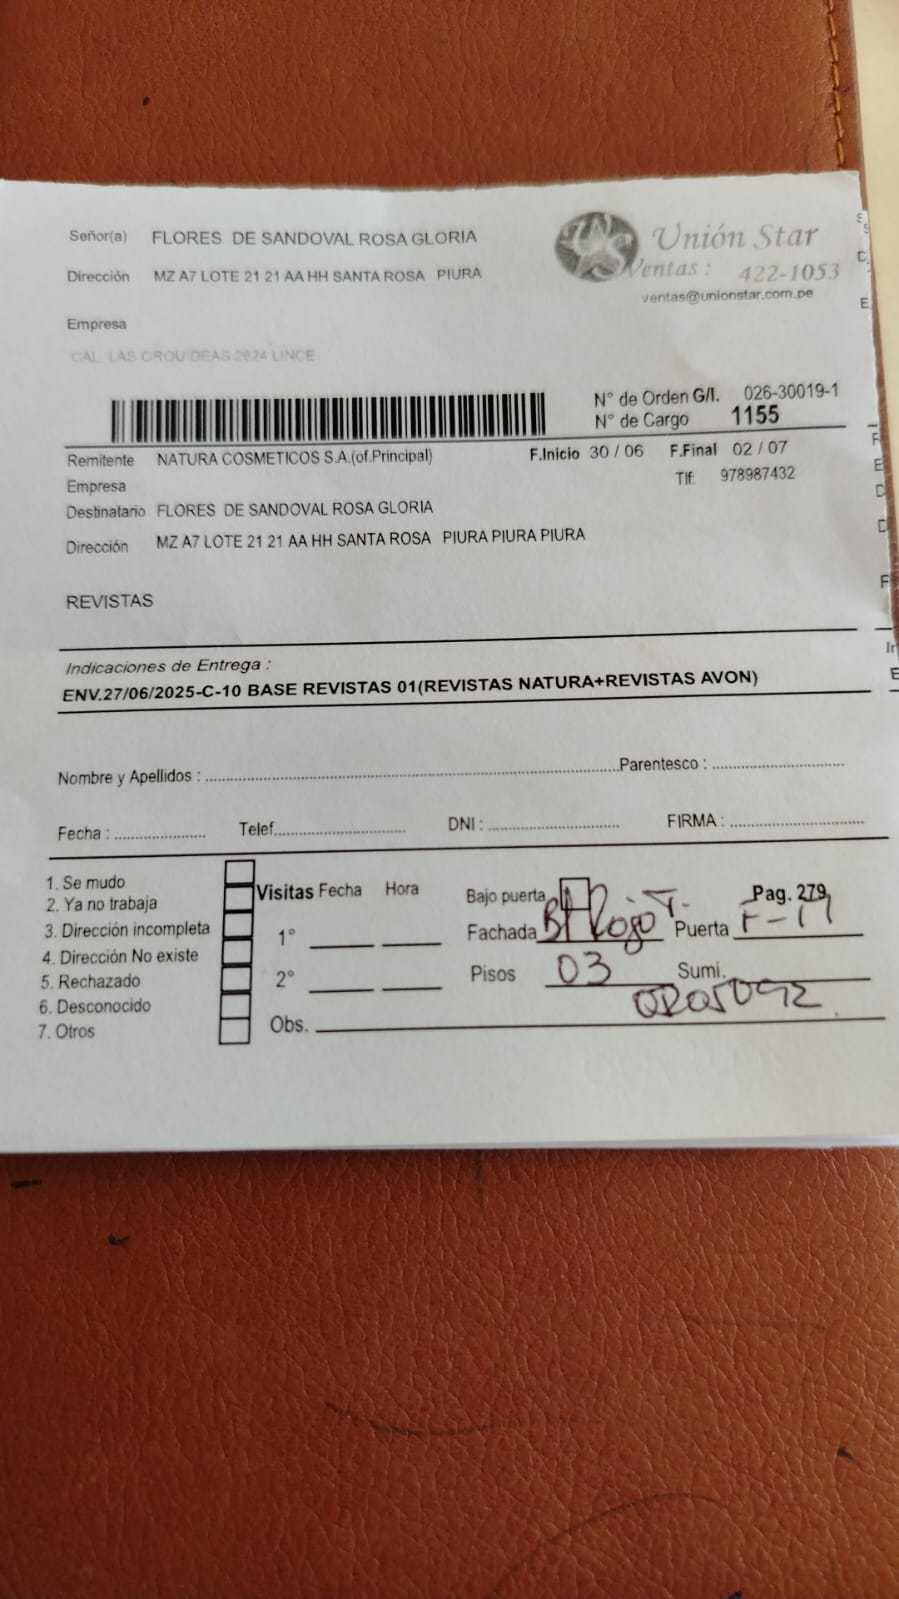 Señor(a) FLORES DE SANDOVAL ROSA GLORIA
Unión Star
Dirección MZ A7 LOTE 21 21 AA HH SANTA ROSA PIURA
Ventas : 422-1053
ventas@unionstar.com.pe
Empresa
CAL. LAS ORQUIDEAS 2624 LINCE
N° de Orden G/I. 026-30019-1
N° de Cargo 1155
Remitente NATURA COSMETICOS S.A.(of.Principal) F.Inicio 30 / 06 F.Final 02 / 07
Empresa Tlf: 978987432
Destinatario FLORES DE SANDOVAL ROSA GLORIA
Dirección MZ A7 LOTE 21 21 AA HH SANTA ROSA PIURA PIURA PIURA
REVISTAS
Indicaciones de Entrega :
ENV.27/06/2025-C-10 BASE REVISTAS 01(REVISTAS NATURA+REVISTAS AVON)
Nombre y Apellidos : Parentesco :
Fecha : Telef. DNI : FIRMA :
1. Se mudo
2. Ya no trabaja
3. Dirección incompleta
4. Dirección No existe
5. Rechazado
6. Desconocido
7. Otros
Visitas Fecha Hora
1°
2°
Obs.
Bajo puerta Pag. 279
Fachada Rojo T. Puerta
Pisos 03 Sumi.